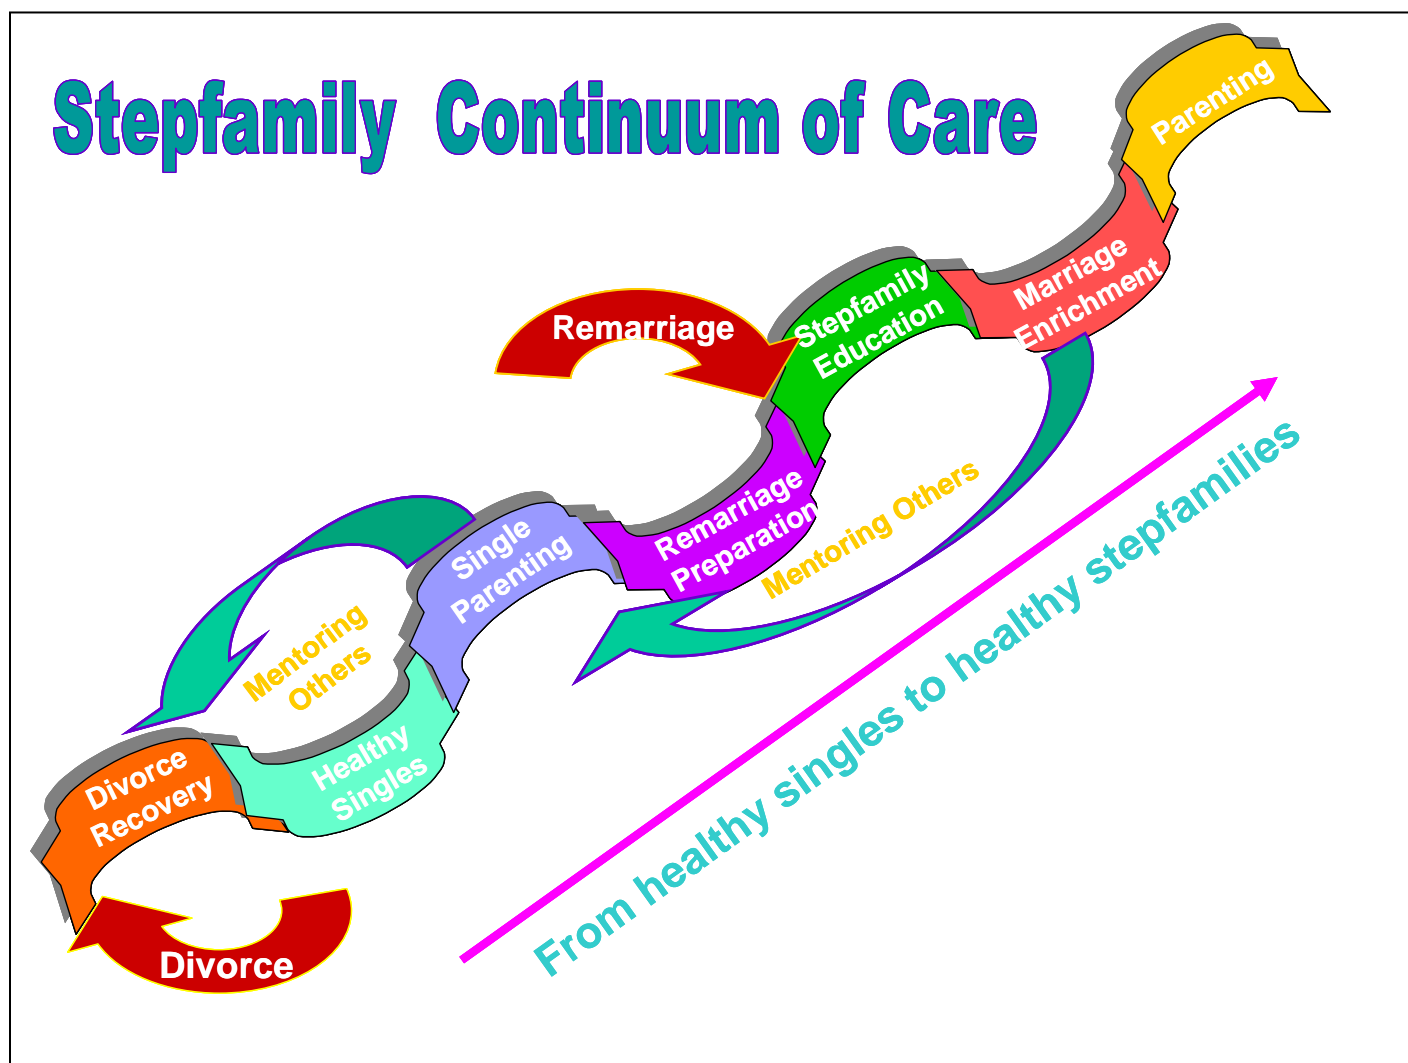 Stepfamily Continuum of Care
Parenting
Marriage
Enrichment
Stepfamily
Education
Remarriage
Remarriage
Preparation
Mentoring Others
Single
Parenting
Mentoring
Others
Healthy
Singles
Divorce
Recovery
Divorce
From healthy singles to healthy stepfamilies